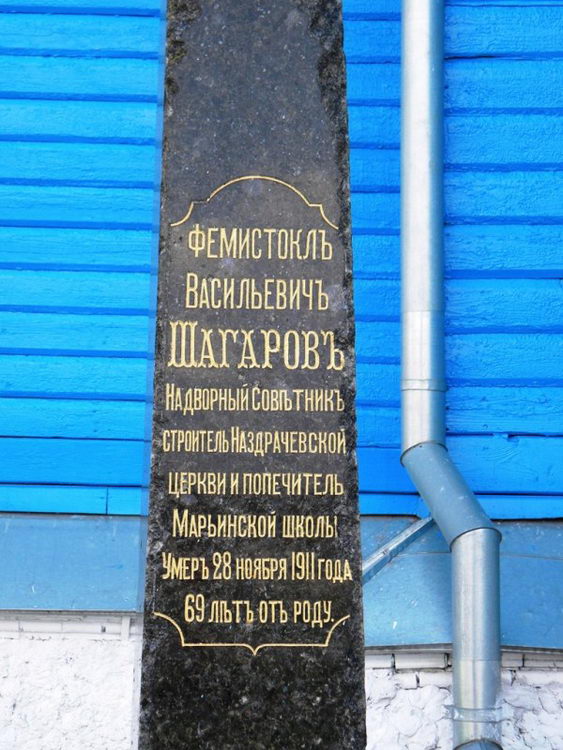 Фемистоклъ
Васильевичъ
Шагаровъ
Надворный Совѣтникъ
строитель Наздрачевской
церкви и попечитель
Марьинской школы
Умеръ 28 ноября 1911 года
69 лѣтъ отъ роду.